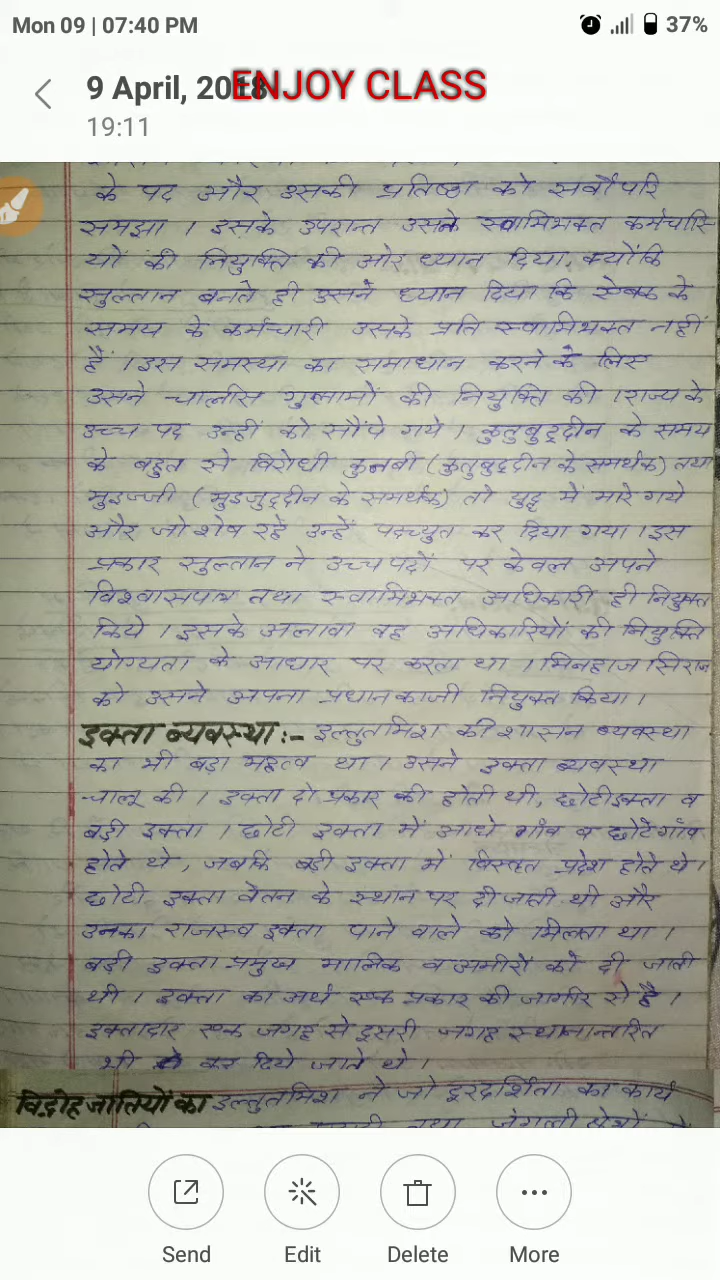 Mon 09 | 07:40 PM
37%
9 April, 2018
ENJOY CLASS
19:11
के पद और उसकी प्रतिष्ठा को सर्वोपरि
समझा । इसके उपरान्त उसने स्वामिभक्त कर्मचारि
यों की नियुक्ति की ओर ध्यान दिया, क्योंकि
सुल्तान बनते ही उसने ध्यान दिया कि ऐबक के
समय के कर्मचारी उसके प्रति स्वामिभक्त नहीं
हैं । इस समस्या का समाधान करने के लिए
उसने चालीस गुलामों की नियुक्ति की । राज्य के
उच्च पद उन्हीं को सौंपे गये । कुतुबुद्दीन के समय
के बहुत से विरोधी कुतबी (कुतुबुद्दीन के समर्थक) तथा
मुइज्जी (मुइजुद्दीन के समर्थक) तो युद्ध में मारे गये
और जो शेष रहे उन्हें पदच्युत कर दिया गया । इस
प्रकार सुल्तान ने उच्च पदों पर केवल अपने
विश्वासपात्र तथा स्वामिभक्त अधिकारी ही नियुक्त
किये । इसके अलावा वह अधिकारियों की नियुक्ति
योग्यता के आधार पर करता था । मिनहाज सिराज
को उसने अपना प्रधान काजी नियुक्त किया ।
इक्ता व्यवस्था :- इल्तुतमिश की शासन व्यवस्था
का भी बड़ा महत्व था । उसने इक्ता व्यवस्था
चालू की । इक्ता दो प्रकार की होती थी, छोटी इक्ता व
बड़ी इक्ता । छोटी इक्ता में आधे गाँव व छोटे गाँव
होते थे, जबकि बड़ी इक्ता में विस्तृत प्रदेश होते थे ।
छोटी इक्ता वेतन के स्थान पर दी जाती थी और
उनका राजस्व इक्ता पाने वाले को मिलता था ।
बड़ी इक्ता प्रमुख मालिक व अमीरों को दी जाती
थी । इक्ता का अर्थ एक प्रकार की जागीर से है ।
इक्तादार एक जगह से दूसरी जगह स्थानान्तरित
भी कर दिये जाते थे ।
विद्रोह जातियों का इल्तुतमिश ने जो दूरदर्शिता का कार्य
तथा जंगली क्षेत्रों में
Send
Edit
Delete
More